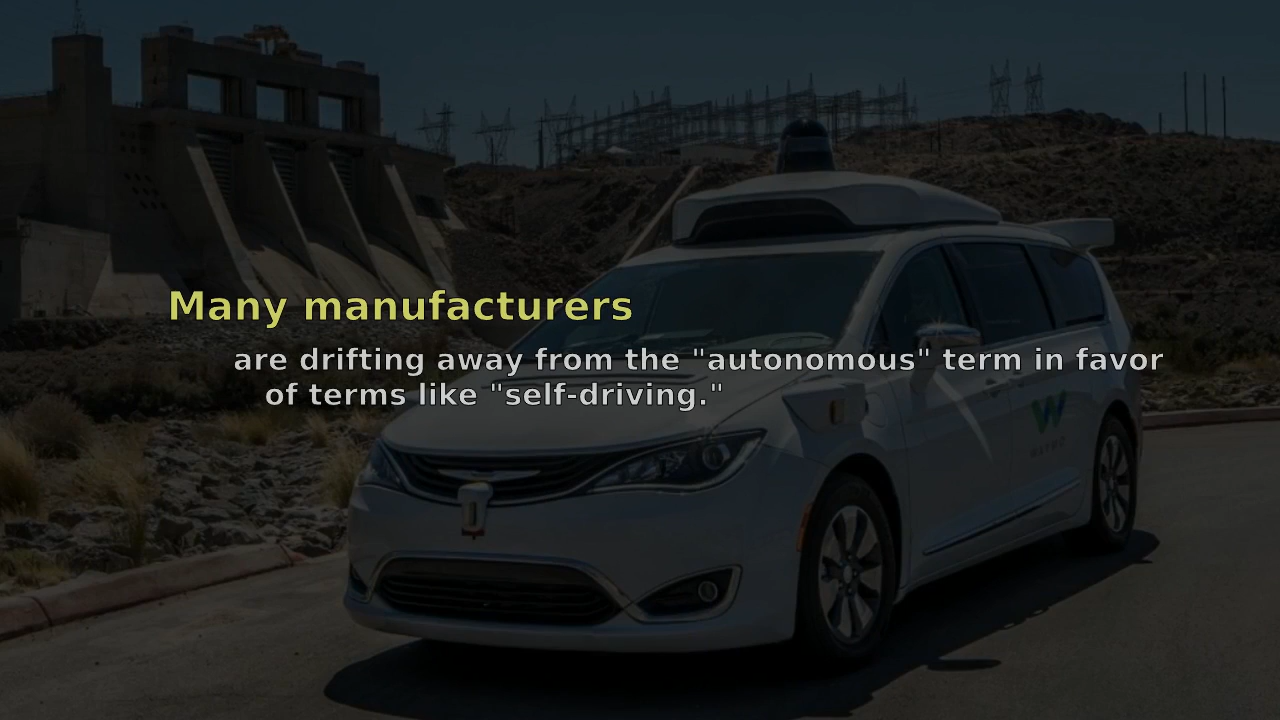 Many manufacturers
are drifting away from the "autonomous" term in favor
of terms like "self-driving."